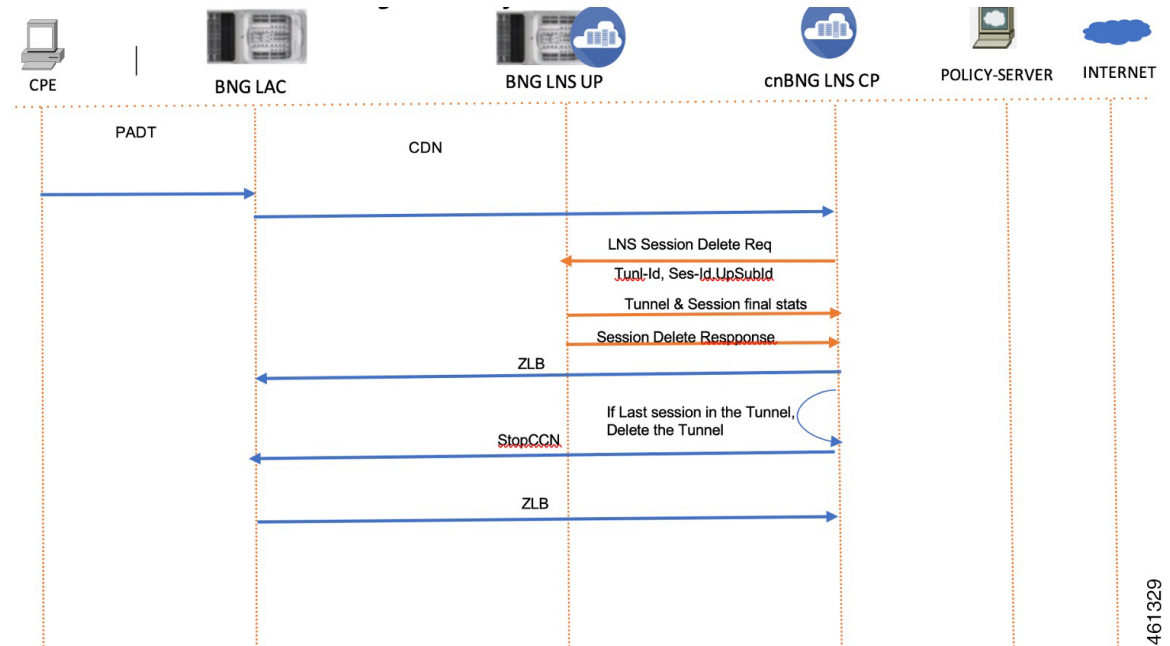 CPE
BNG LAC
BNG LNS UP
cnBNG LNS CP
POLICY-SERVER
INTERNET
PADT
CDN
LNS Session Delete Req
Tunl-Id, Ses-Id,UpSubId
Tunnel & Session final stats
Session Delete Respponse
ZLB
If Last session in the Tunnel,
Delete the Tunnel
StopCCN
ZLB
461329